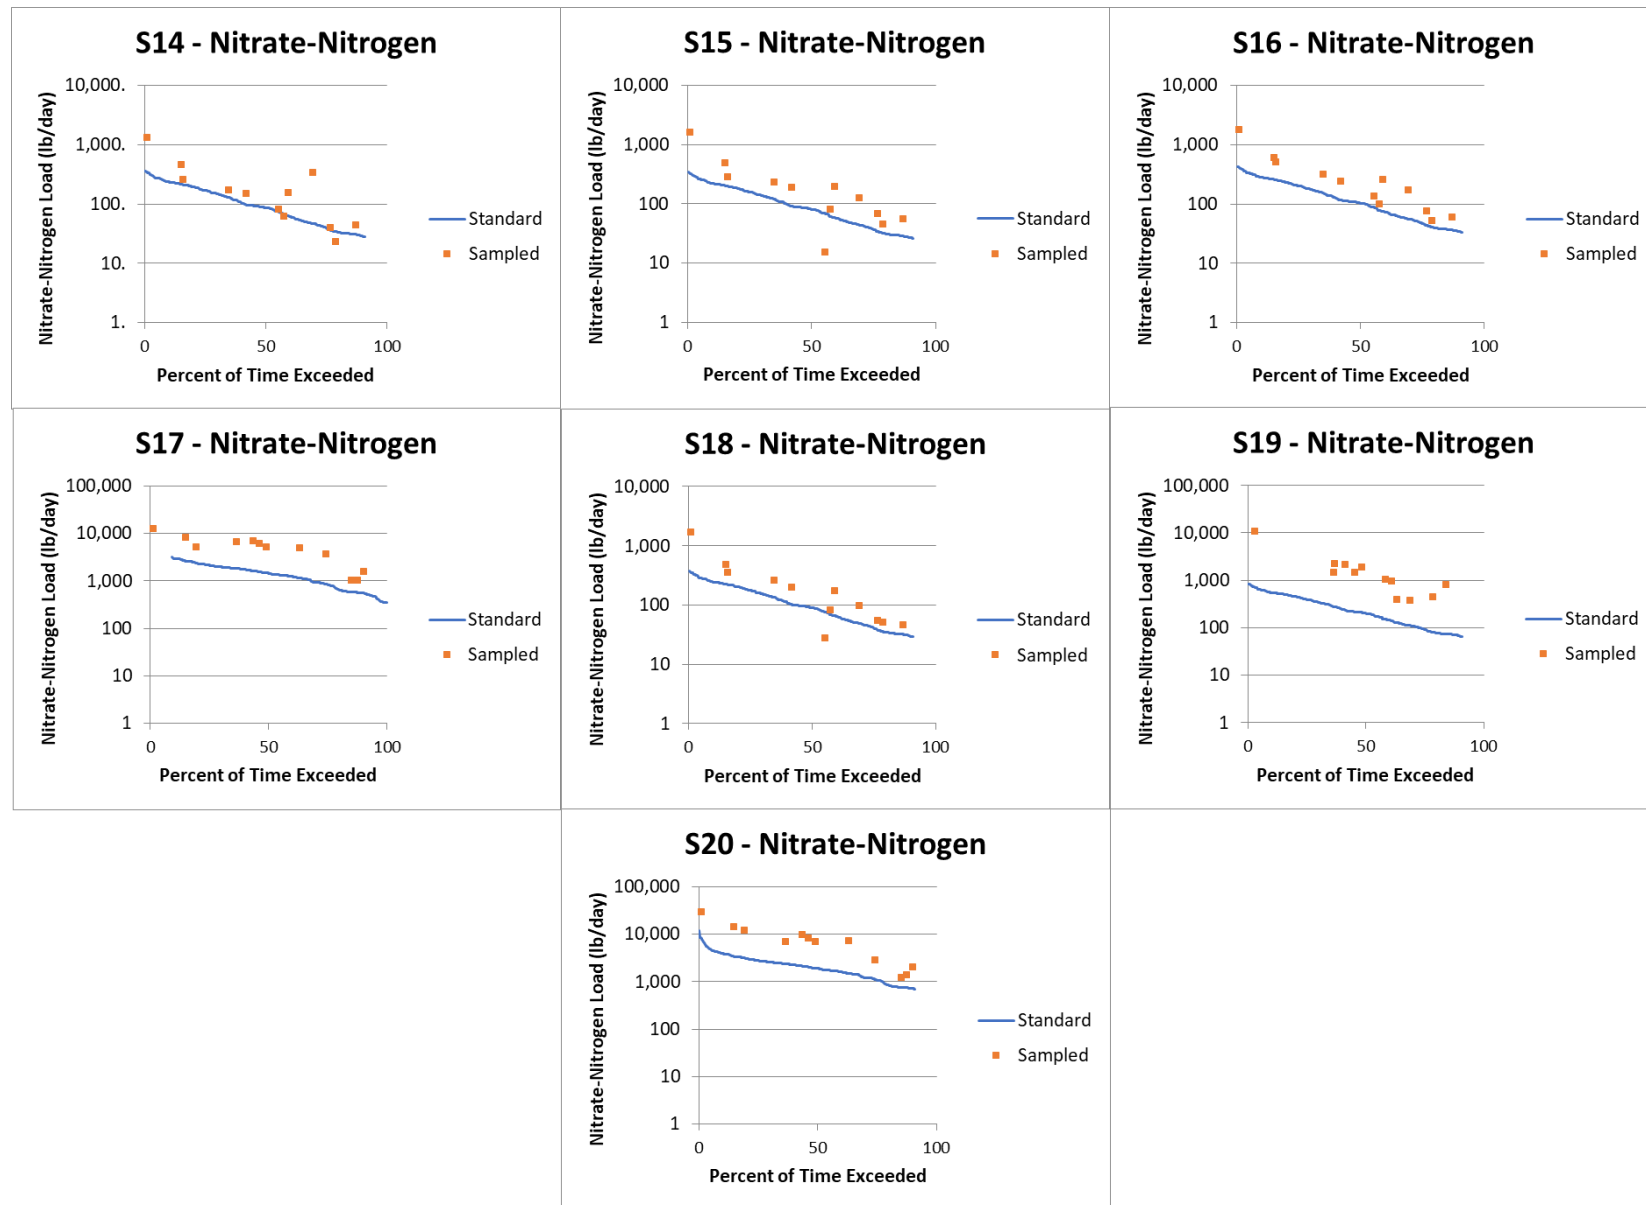 S14 - Nitrate-Nitrogen
Nitrate-Nitrogen Load (lb/day)
10,000.
1,000.
100.
10.
1.
0 50 100
Percent of Time Exceeded
Standard
Sampled
S15 - Nitrate-Nitrogen
Nitrate-Nitrogen Load (lb/day)
10,000
1,000
100
10
1
0 50 100
Percent of Time Exceeded
Standard
Sampled
S16 - Nitrate-Nitrogen
Nitrate-Nitrogen Load (lb/day)
10,000
1,000
100
10
1
0 50 100
Percent of Time Exceeded
Standard
Sampled
S17 - Nitrate-Nitrogen
Nitrate-Nitrogen Load (lb/day)
100,000
10,000
1,000
100
10
1
0 50 100
Percent of Time Exceeded
Standard
Sampled
S18 - Nitrate-Nitrogen
Nitrate-Nitrogen Load (lb/day)
10,000
1,000
100
10
1
0 50 100
Percent of Time Exceeded
Standard
Sampled
S19 - Nitrate-Nitrogen
Nitrate-Nitrogen Load (lb/day)
100,000
10,000
1,000
100
10
1
0 50 100
Percent of Time Exceeded
Standard
Sampled
S20 - Nitrate-Nitrogen
Nitrate-Nitrogen Load (lb/day)
100,000
10,000
1,000
100
10
1
0 50 100
Percent of Time Exceeded
Standard
Sampled